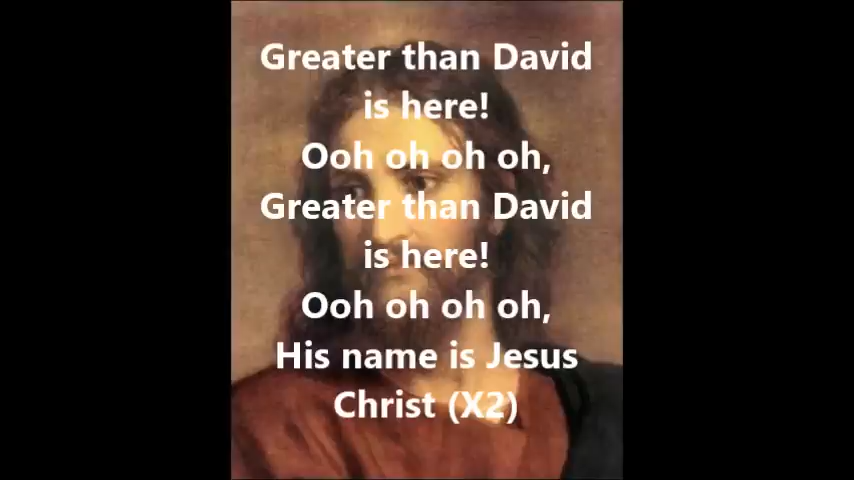 Greater than David
is here!
Ooh oh oh oh,
Greater than David
is here!
Ooh oh oh oh,
His name is Jesus
Christ (X2)